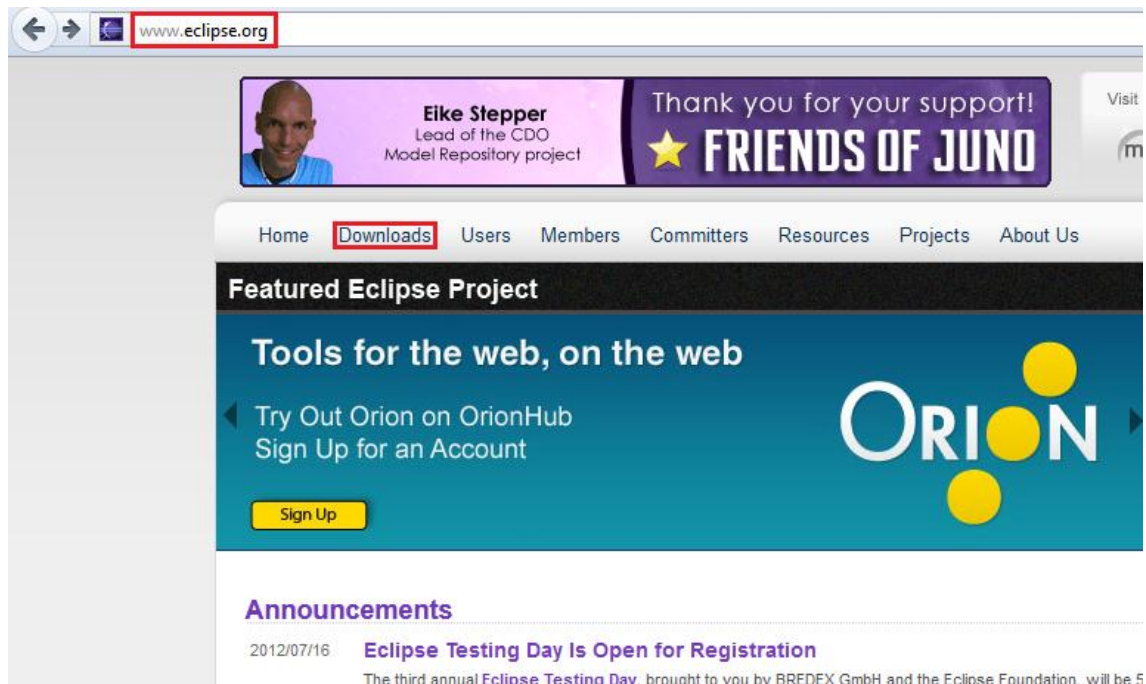 www.eclipse.org
Eike Stepper
Lead of the CDO
Model Repository project
Thank you for your support!
FRIENDS OF JUNO
Visit
m
Home Downloads Users Members Committers Resources Projects About Us
Featured Eclipse Project
Tools for the web, on the web
Try Out Orion on OrionHub
Sign Up for an Account
ORION
Sign Up
Announcements
2012/07/16 Eclipse Testing Day Is Open for Registration
The third annual Eclipse Testing Day, brought to you by BREDEX GmbH and the Eclipse Foundation, will be 5